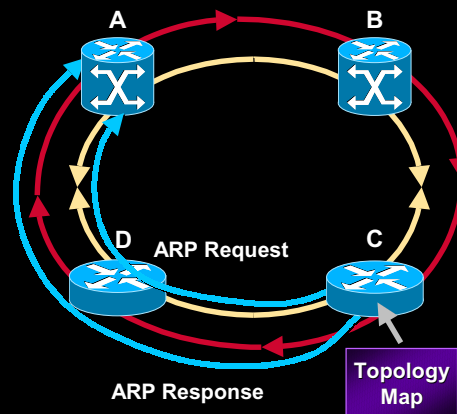 A
B
D
C
ARP Request
Topology
Map
ARP Response